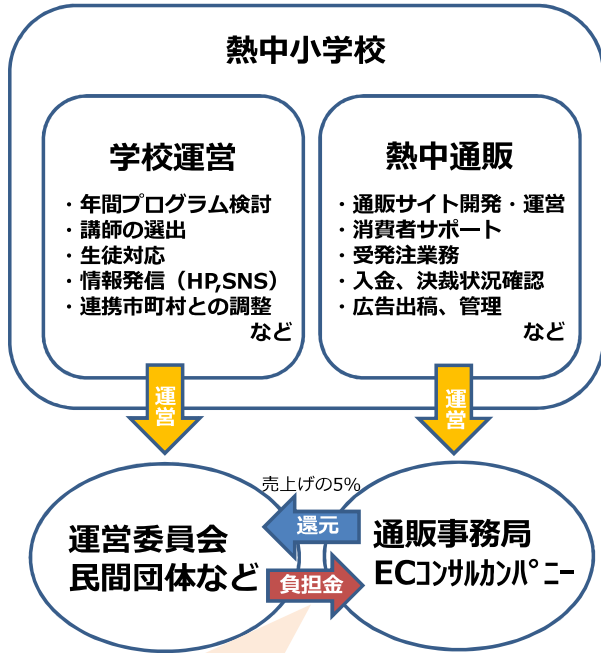 熱中小学校
学校運営
・年間プログラム検討
・講師の選出
・生徒対応
・情報発信（HP,SNS）
・連携市町村との調整
など
熱中通販
・通販サイト開発・運営
・消費者サポート
・受発注業務
・入金、決裁状況確認
・広告出稿、管理
など
運営
運営
売上げの5%
還元
負担金
運営委員会
民間団体など
通販事務局
ECｺﾝｻﾙｶﾝﾊﾟﾆｰ